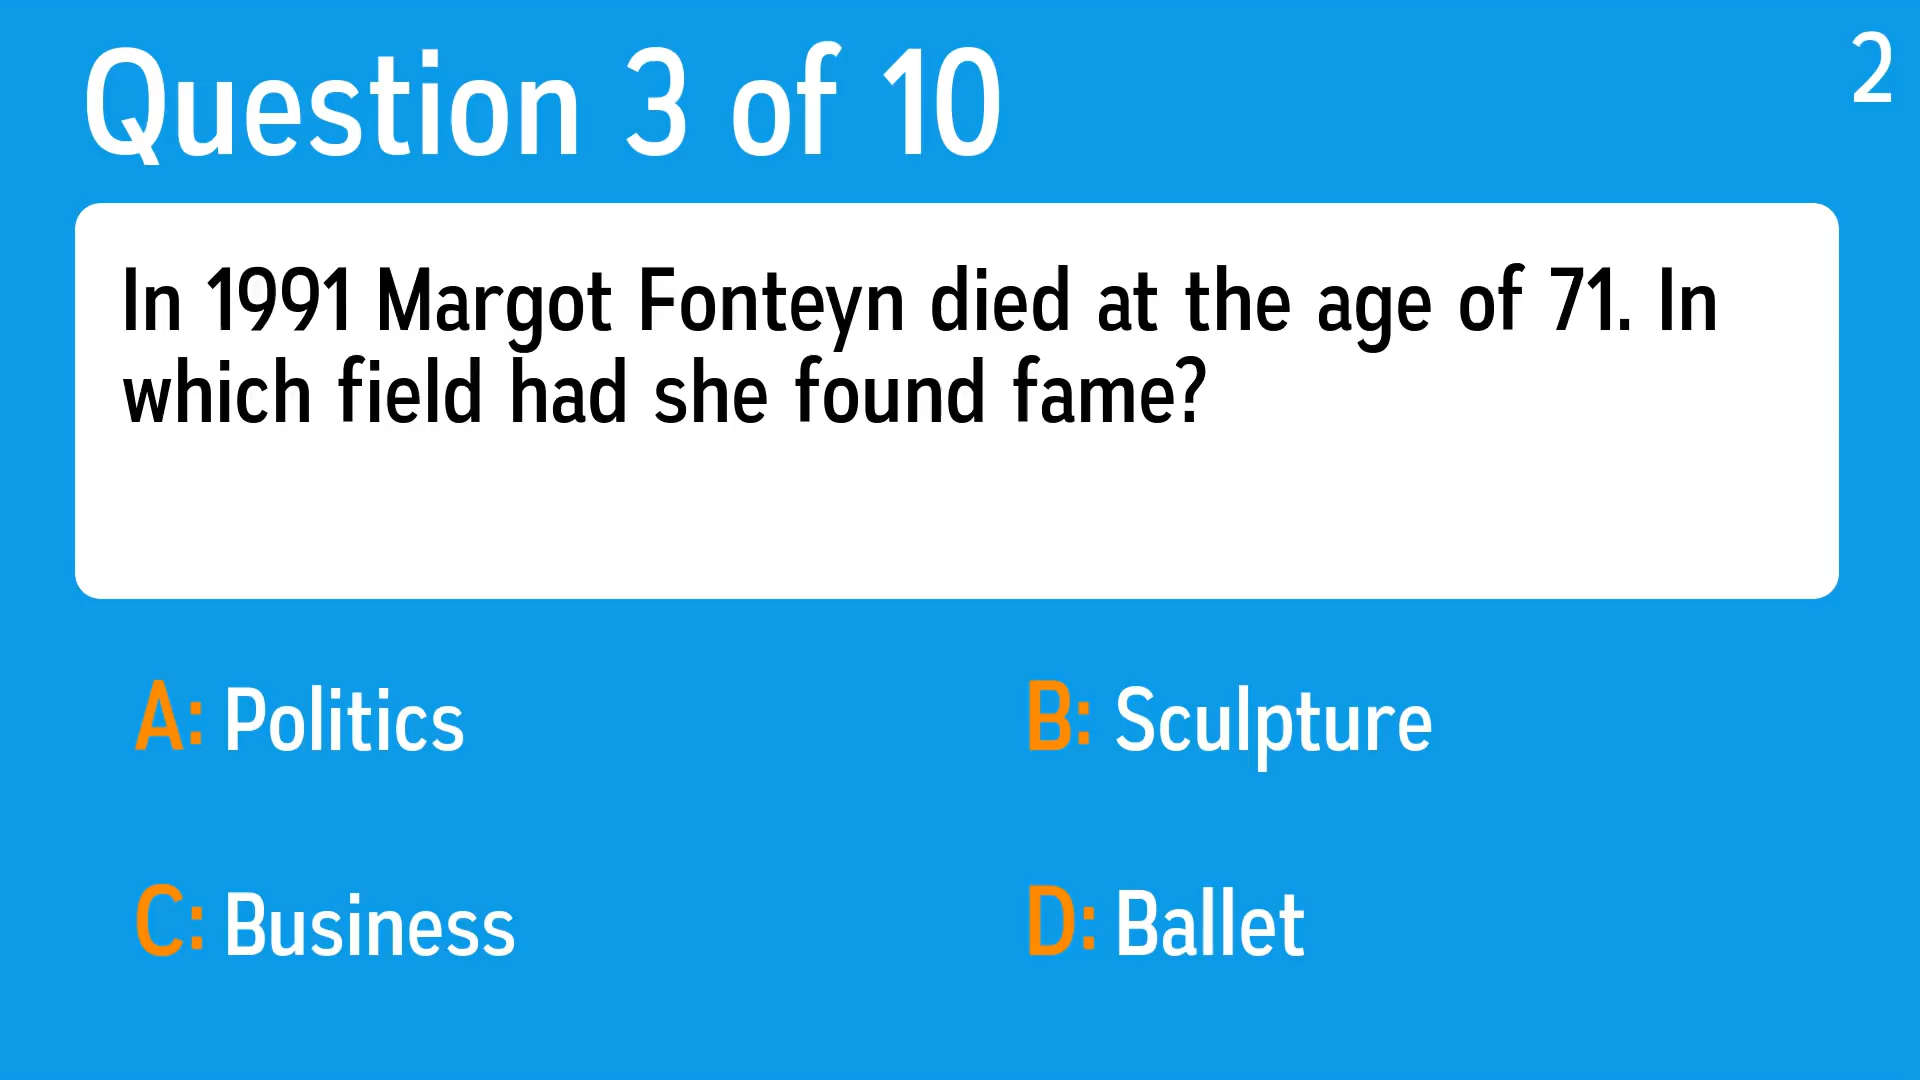 Question 3 of 10
2
In 1991 Margot Fonteyn died at the age of 71. In
which field had she found fame?
A: Politics
B: Sculpture
C: Business
D: Ballet